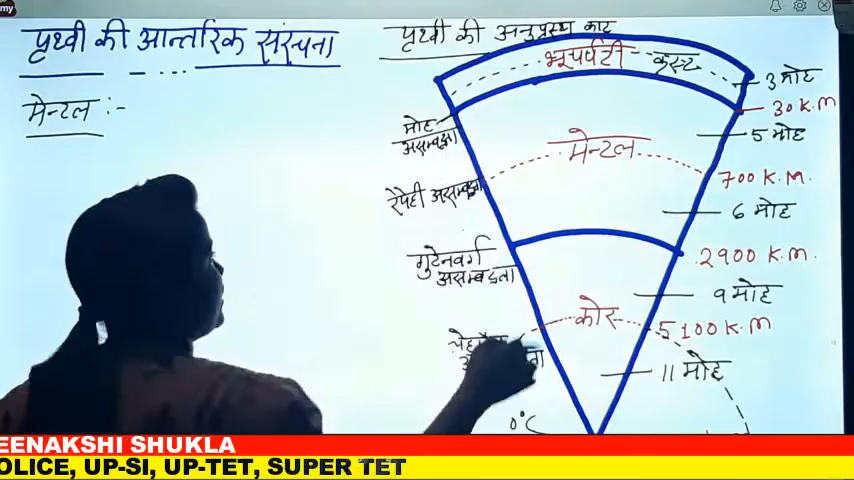 my
पृथ्वी की आन्तरिक संरचना
मेन्टल :-
पृथ्वी की अनुप्रस्थ काट
भूपर्पटी क्रस्ट
3 मोह
30 K.M
मोह
असम्बद्धता
5 मोह
मेन्टल
700 K.M.
रेपेटी असम्बद्धता
6 मोह
गुटेनवर्ग
असम्बद्धता
2900 K.M.
9 मोह
कोर
5100 K.M
11 मोह
0°C
EENAKSHI SHUKLA
OLICE, UP-SI, UP-TET, SUPER TET